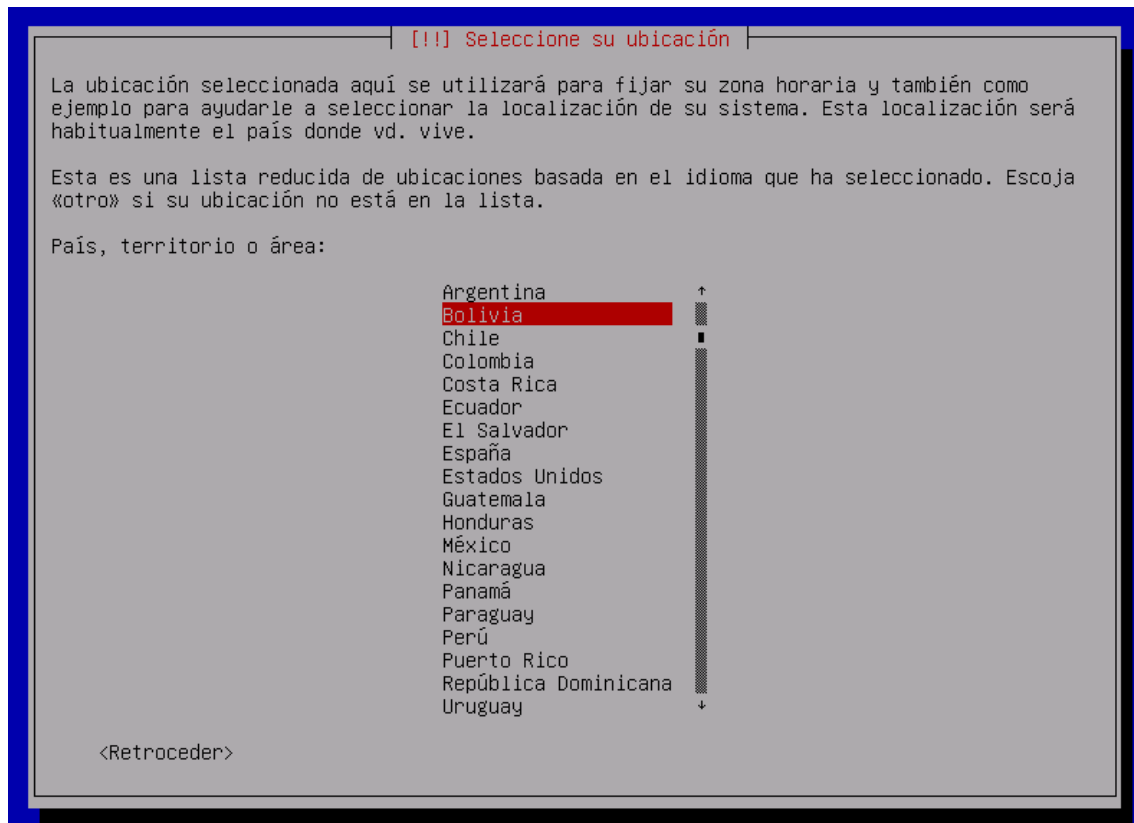 [!!] Seleccione su ubicación
La ubicación seleccionada aquí se utilizará para fijar su zona horaria y también como
ejemplo para ayudarle a seleccionar la localización de su sistema. Esta localización será
habitualmente el país donde vd. vive.
Esta es una lista reducida de ubicaciones basada en el idioma que ha seleccionado. Escoja
«otro» si su ubicación no está en la lista.
País, territorio o área:
Argentina
Bolivia
Chile
Colombia
Costa Rica
Ecuador
El Salvador
España
Estados Unidos
Guatemala
Honduras
México
Nicaragua
Panamá
Paraguay
Perú
Puerto Rico
República Dominicana
Uruguay
<Retroceder>